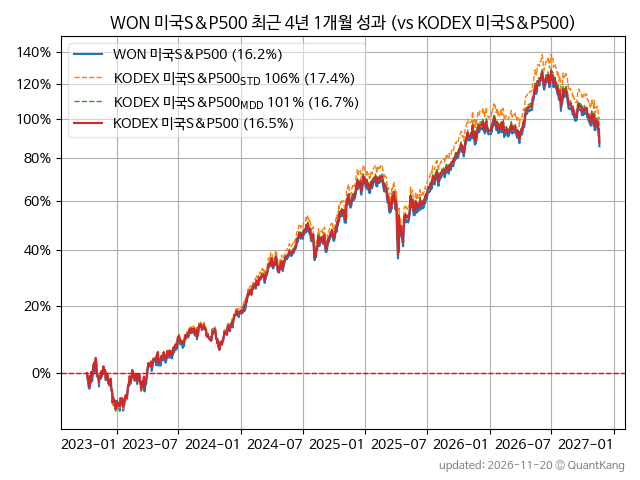 WON 미국S&P500 최근 4년 1개월 성과 (vs KODEX 미국S&P500)
140%
120%
100%
80%
60%
40%
20%
0%
WON 미국S&P500 (16.2%)
KODEX 미국S&P500STD 106% (17.4%)
KODEX 미국S&P500MDD 101% (16.7%)
KODEX 미국S&P500 (16.5%)
2023-01 2023-07 2024-01 2024-07 2025-01 2025-07 2026-01 2026-07 2027-01
updated: 2026-11-20 © QuantKang